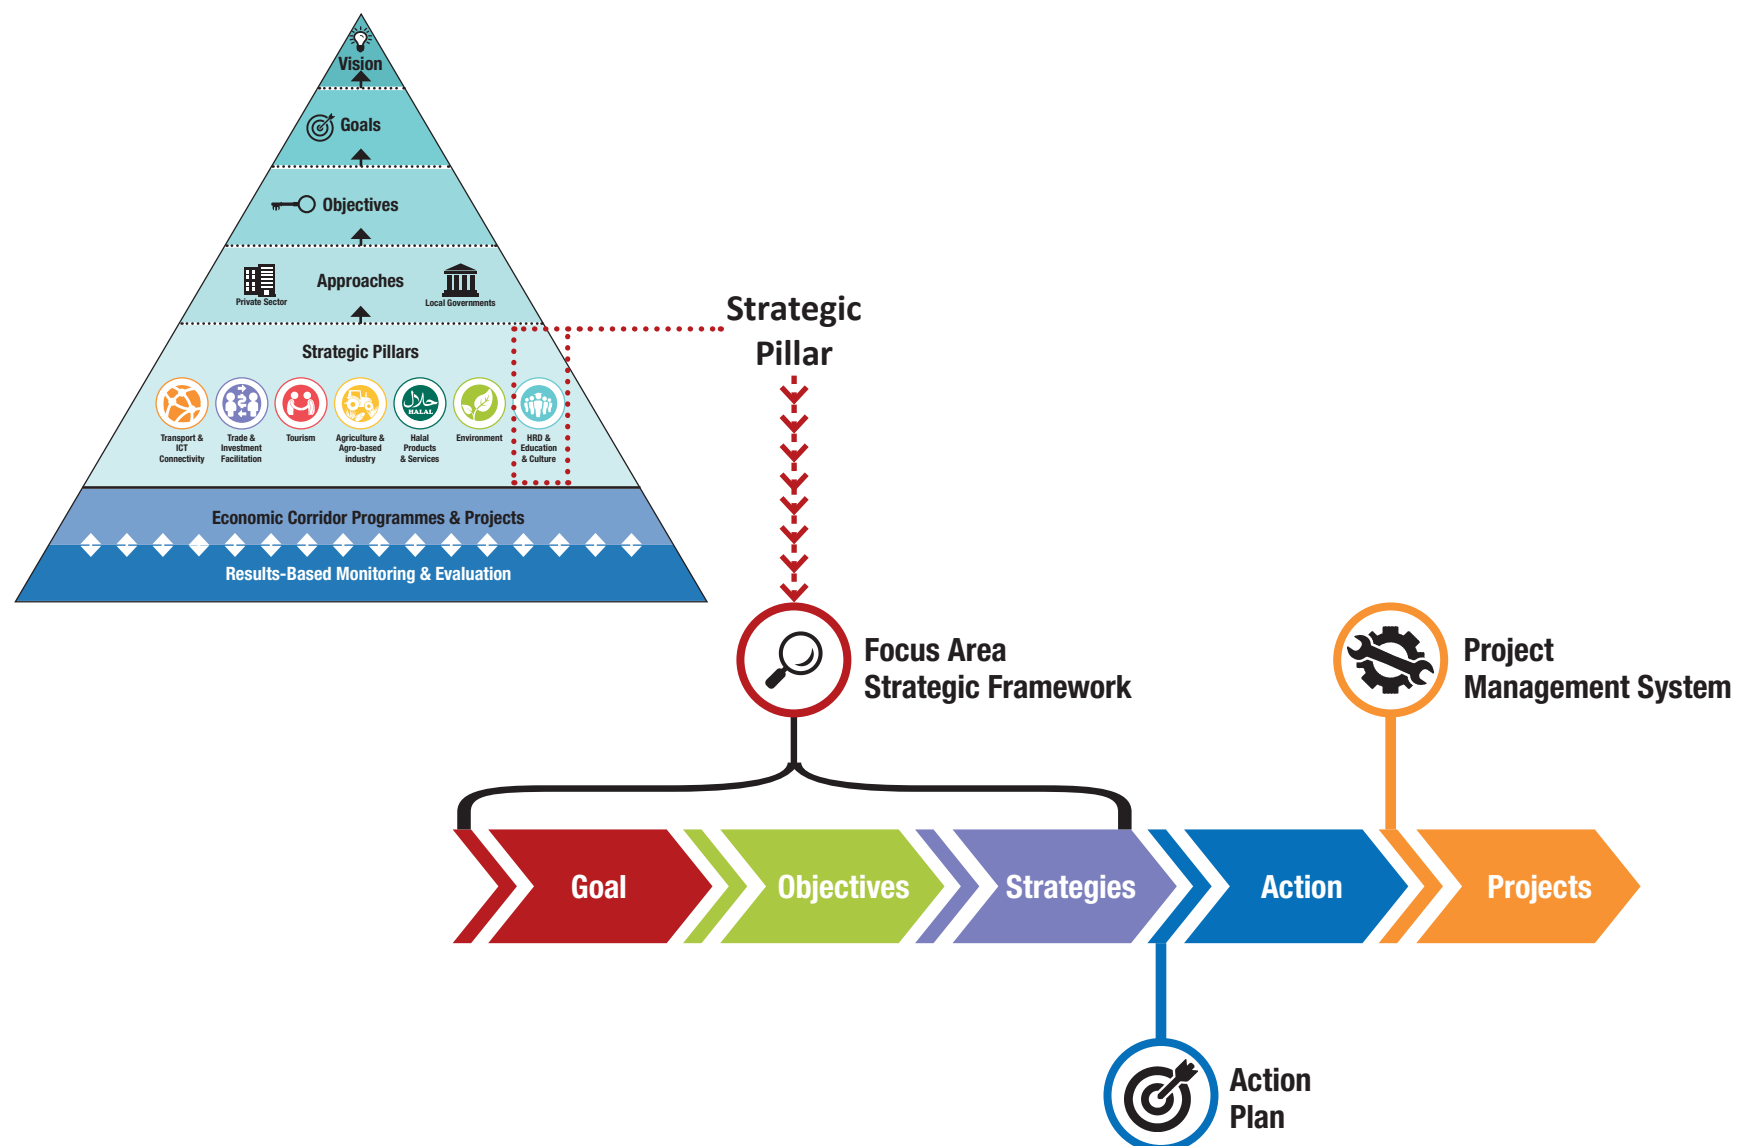 Vision
Goals
Objectives
Approaches
Private Sector
Local Governments
Strategic Pillars
حلال
HALAL
Transport &
ICT
Connectivity
Trade &
Investment
Facilitation
Tourism
Agriculture &
Agro-based
industry
Halal
Products
& Services
Environment
HRD &
Education
& Culture
Economic Corridor Programmes & Projects
Results-Based Monitoring & Evaluation
Strategic
Pillar
Focus Area
Strategic Framework
Project
Management System
Goal
Objectives
Strategies
Action
Projects
Action
Plan